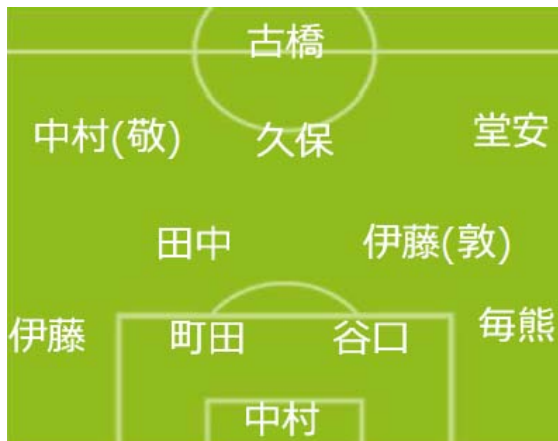 古橋
中村(敬) 久保 堂安
田中 伊藤(敦)
伊藤 町田 谷口 毎熊
中村